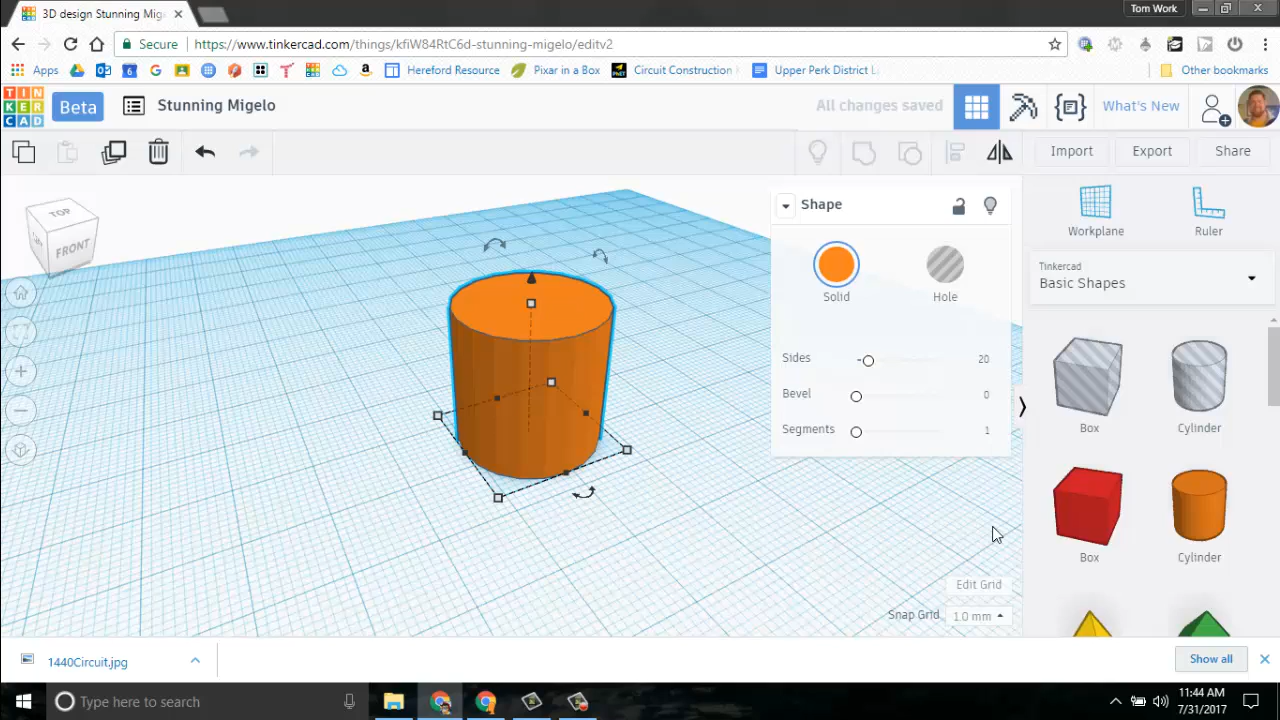 3D design Stunning Mige
Tom Work
Secure
https://www.tinkercad.com/things/kfiW84RtC6d-stunning-migelo/editv2
Apps
Hereford Resource
Pixar in a Box
Circuit Construction
Upper Perk District
Other bookmarks
TIN
KER
CAD
Beta
Stunning Migelo
All changes saved
What's New
Import
Export
Share
TOP
FRONT
Shape
Solid
Hole
Sides
20
Bevel
0
Segments
1
Workplane
Ruler
Tinkercad
Basic Shapes
Box
Cylinder
Box
Cylinder
Edit Grid
Snap Grid
1.0 mm
1440Circuit.jpg
Show all
Type here to search
11:44 AM
7/31/2017